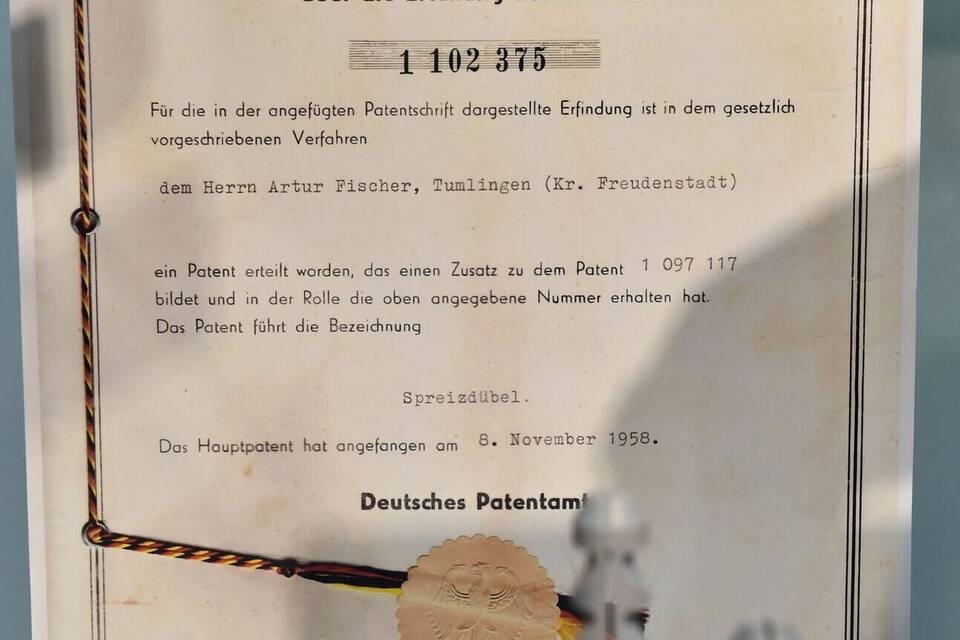 1 102 375
Für die in der angefügten Patentschrift dargestellte Erfindung ist in dem gesetzlich
vorgeschriebenen Verfahren
dem Herrn Artur Fischer, Tumlingen (Kr. Freudenstadt)
ein Patent erteilt worden, das einen Zusatz zu dem Patent 1 097 117
bildet und in der Rolle die oben angegebene Nummer erhalten hat.
Das Patent führt die Bezeichnung
Spreizdübel.
Das Hauptpatent hat angefangen am 8. November 1958.
Deutsches Patentamt